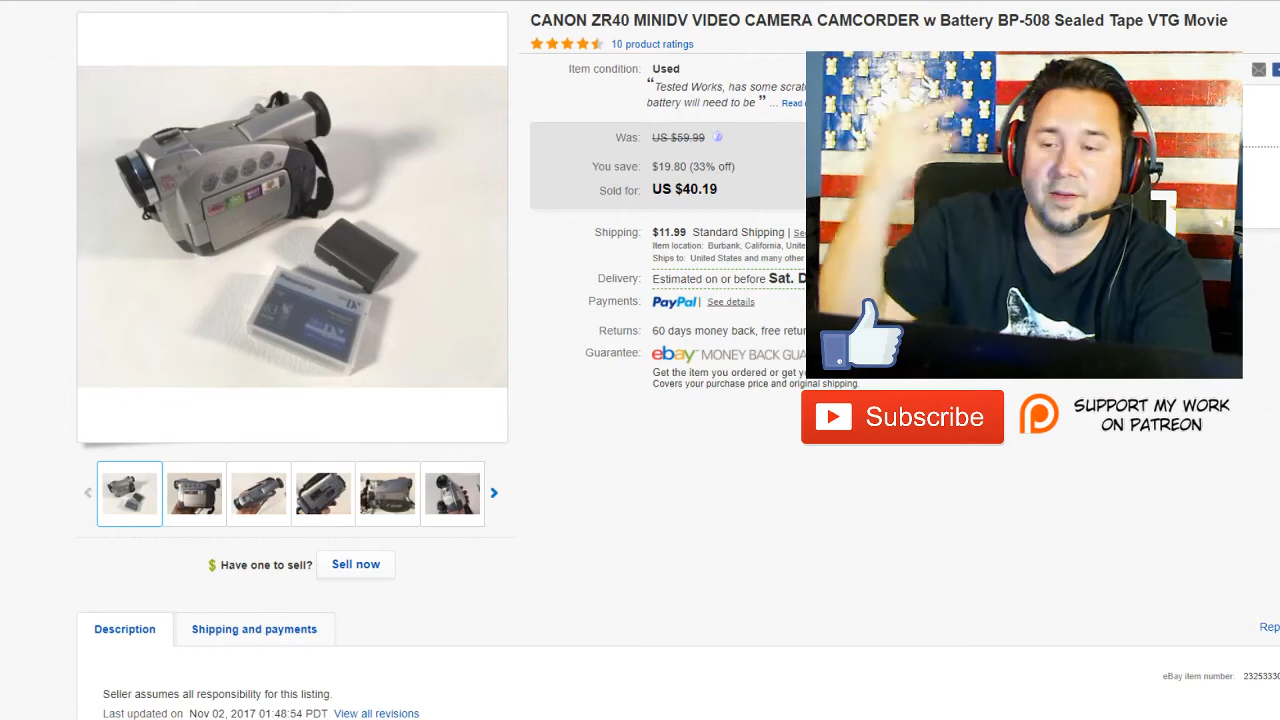 CANON ZR40 MINIDV VIDEO CAMERA CAMCORDER w Battery BP-508 Sealed Tape VTG Movie
10 product ratings
Item condition: Used
“Tested Works, has some scrat
battery will need to be ” ... Read
Was: US $59.99
You save: $19.80 (33% off)
Sold for: US $40.19
Shipping: $11.99 Standard Shipping | Se
Item location: Burbank, California, Unite
Ships to: United States and many other
Delivery: Estimated on or before Sat. D
Payments: PayPal | See details
Returns: 60 days money back, free retur
Guarantee: ebay MONEY BACK GUA
Get the item you ordered or get y
Covers your purchase price and original shipping.
Subscribe
SUPPORT MY WORK
ON PATREON
Panasonic
DV
$ Have one to sell? Sell now
Description
Shipping and payments
Rep
eBay item number: 23253330
Seller assumes all responsibility for this listing.
Last updated on Nov 02, 2017 01:48:54 PDT View all revisions